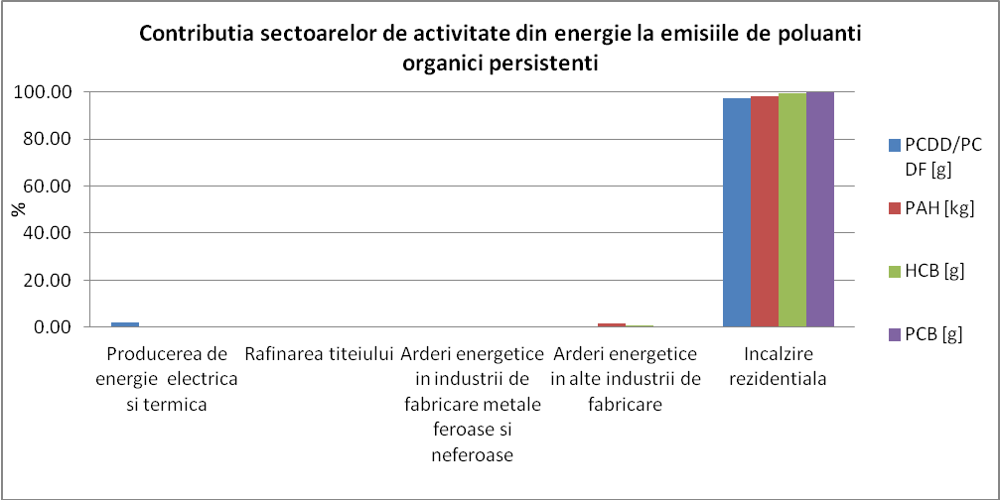 Contributia sectoarelor de activitate din energie la emisiile de poluanti
organici persistenti
100.00
80.00
60.00
40.00
20.00
0.00
%
Producerea de
energie electrica
si termica
Rafinarea titeiului
Arderi energetice
in industrii de
fabricare metale
feroase si
neferoase
Arderi energetice
in alte industrii de
fabricare
Incalzire
rezidentiala
PCDD/PC
DF [g]
PAH [kg]
HCB [g]
PCB [g]